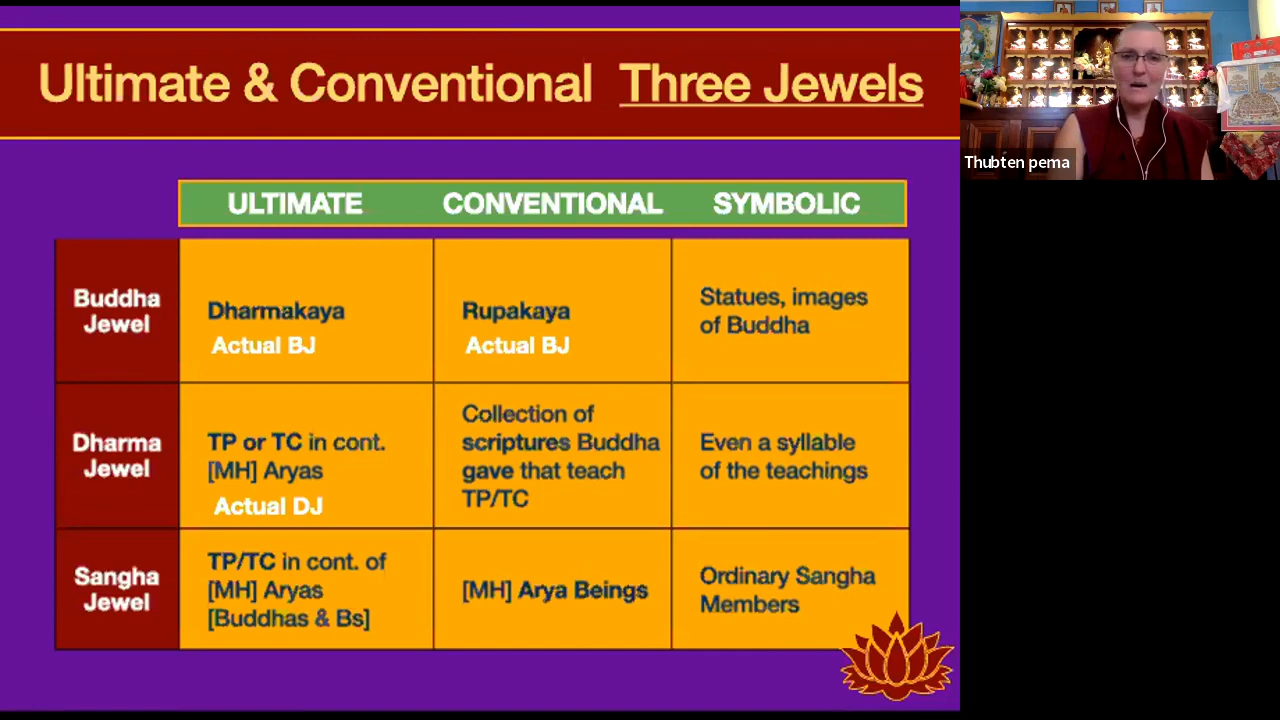 Ultimate & Conventional Three Jewels
ULTIMATE CONVENTIONAL SYMBOLIC
Buddha
Jewel
Dharmakaya
Actual BJ
Rupakaya
Actual BJ
Statues, images
of Buddha
Dharma
Jewel
TP or TC in cont.
[MH] Aryas
Actual DJ
Collection of
scriptures Buddha
gave that teach
TP/TC
Even a syllable
of the teachings
Sangha
Jewel
TP/TC in cont. of
[MH] Aryas
[Buddhas & Bs]
[MH] Arya Beings
Ordinary Sangha
Members
Thubten pema